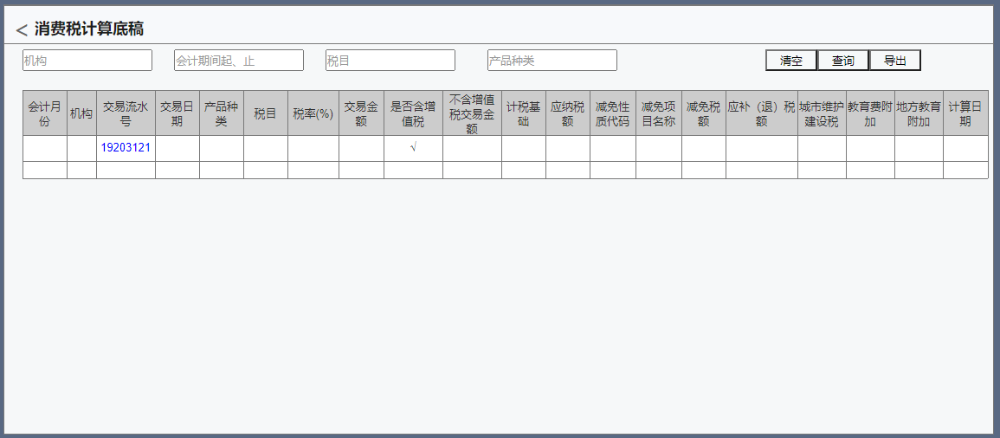 < 消费税计算底稿
机构 会计期间起、止 税目 产品种类 清空 查询 导出
会计月份 机构 交易流水号 交易日期 产品种类 税目 税率(%) 交易金额 是否含增值税 不含增值税交易金额 计税基础 应纳税额 减免性质代码 减免项目名称 减免税额 应补（退）税额 城市维护建设税 教育费附加 地方教育附加 计算日期
19203121 √